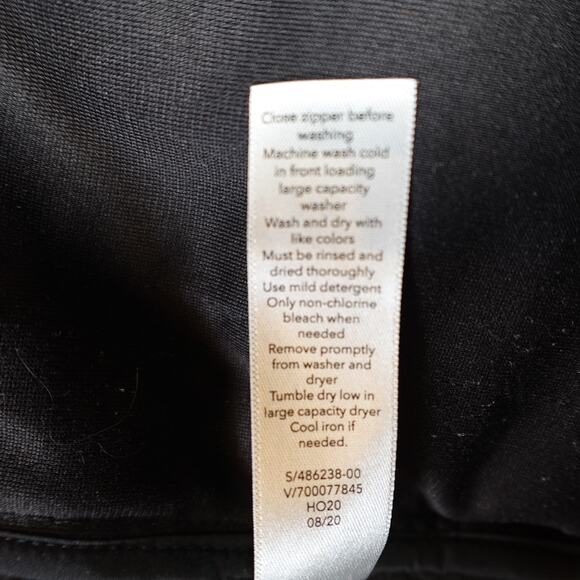 Close zipper before
washing
Machine wash cold
in front loading
large capacity
washer
Wash and dry with
like colors
Must be rinsed and
dried thoroughly
Use mild detergent
Only non-chlorine
bleach when
needed
Remove promptly
from washer and
dryer
Tumble dry low in
large capacity dryer
Cool iron if
needed.
S/486238-00
V/700077845
HO20
08/20